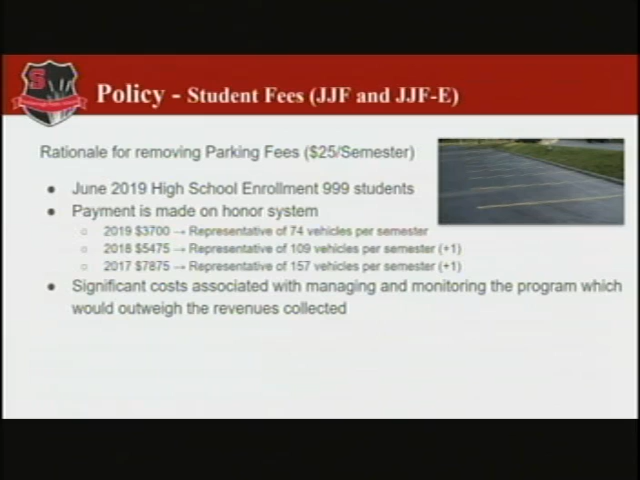 S
Policy - Student Fees (JJF and JJF-E)
Rationale for removing Parking Fees ($25/Semester)
● June 2019 High School Enrollment 999 students
● Payment is made on honor system
○ 2019 $3700 → Representative of 74 vehicles per semester
○ 2018 $5475 → Representative of 109 vehicles per semester (+1)
○ 2017 $7875 → Representative of 157 vehicles per semester (+1)
● Significant costs associated with managing and monitoring the program which
would outweigh the revenues collected